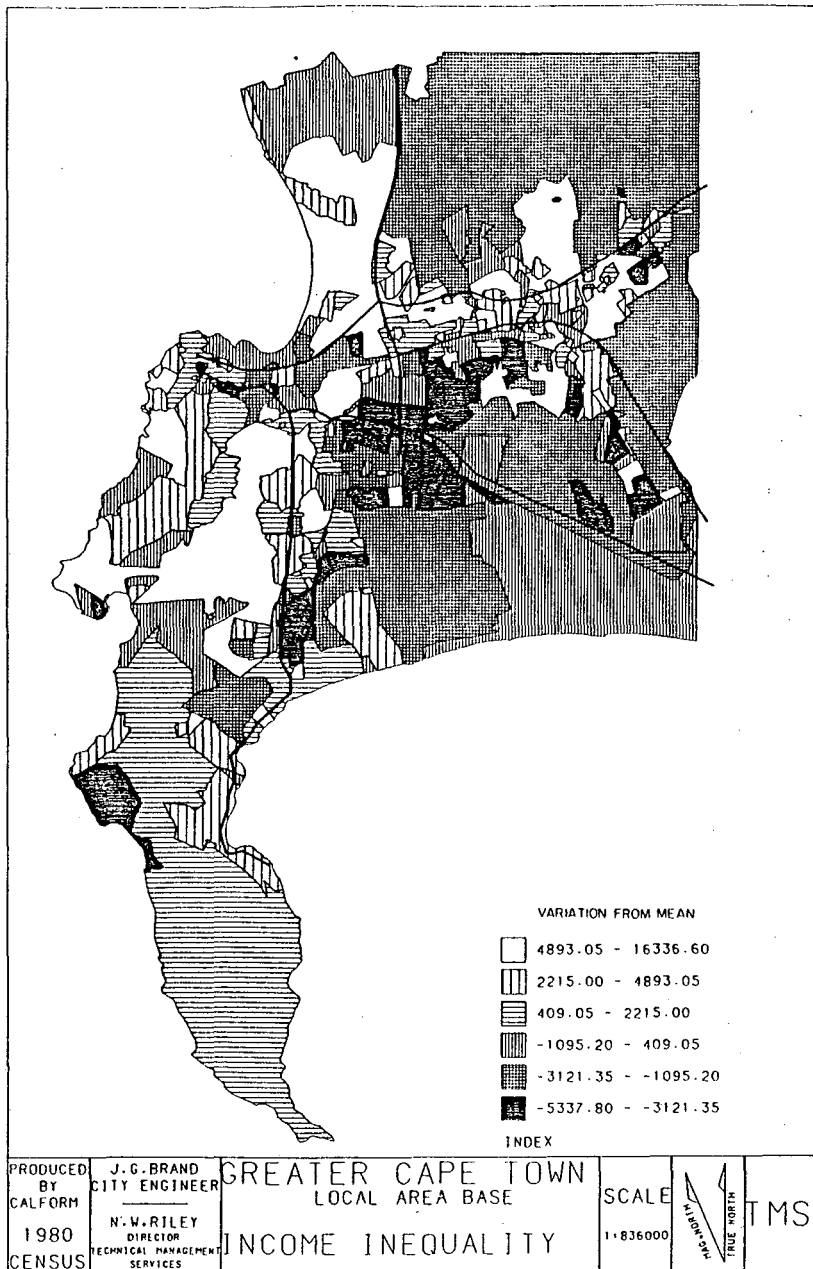 VARIATION FROM MEAN
4893.05 - 16336.60
2215.00 - 4893.05
409.05 - 2215.00
-1095.20 - 409.05
-3121.35 - -1095.20
-5337.80 - -3121.35
INDEX
PRODUCED
BY
CALFORM
1980
CENSUS
J.G.BRAND
CITY ENGINEER
N.W.RILEY
DIRECTOR
TECHNICAL MANAGEMENT
SERVICES
GREATER CAPE TOWN
LOCAL AREA BASE
INCOME INEQUALITY
SCALE
1:836000
MAG.NORTH
TRUE NORTH
TMS